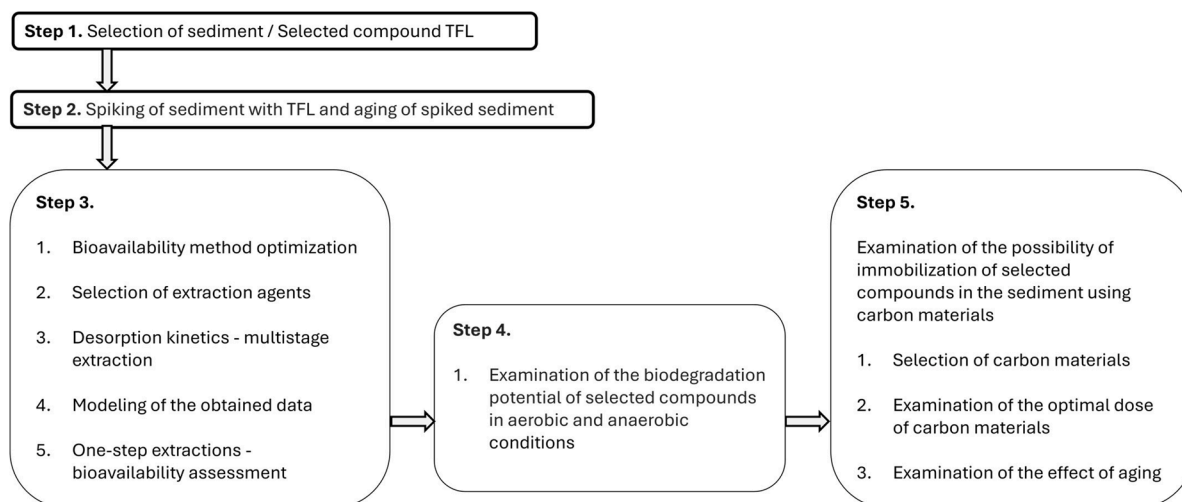 Step 1. Selection of sediment / Selected compound TFL
Step 2. Spiking of sediment with TFL and aging of spiked sediment
Step 3.
1. Bioavailability method optimization
2. Selection of extraction agents
3. Desorption kinetics - multistage
extraction
4. Modeling of the obtained data
5. One-step extractions -
bioavailability assessment
Step 4.
1. Examination of the biodegradation
potential of selected compounds
in aerobic and anaerobic
conditions
Step 5.
Examination of the possibility of
immobilization of selected
compounds in the sediment using
carbon materials
1. Selection of carbon materials
2. Examination of the optimal dose
of carbon materials
3. Examination of the effect of aging